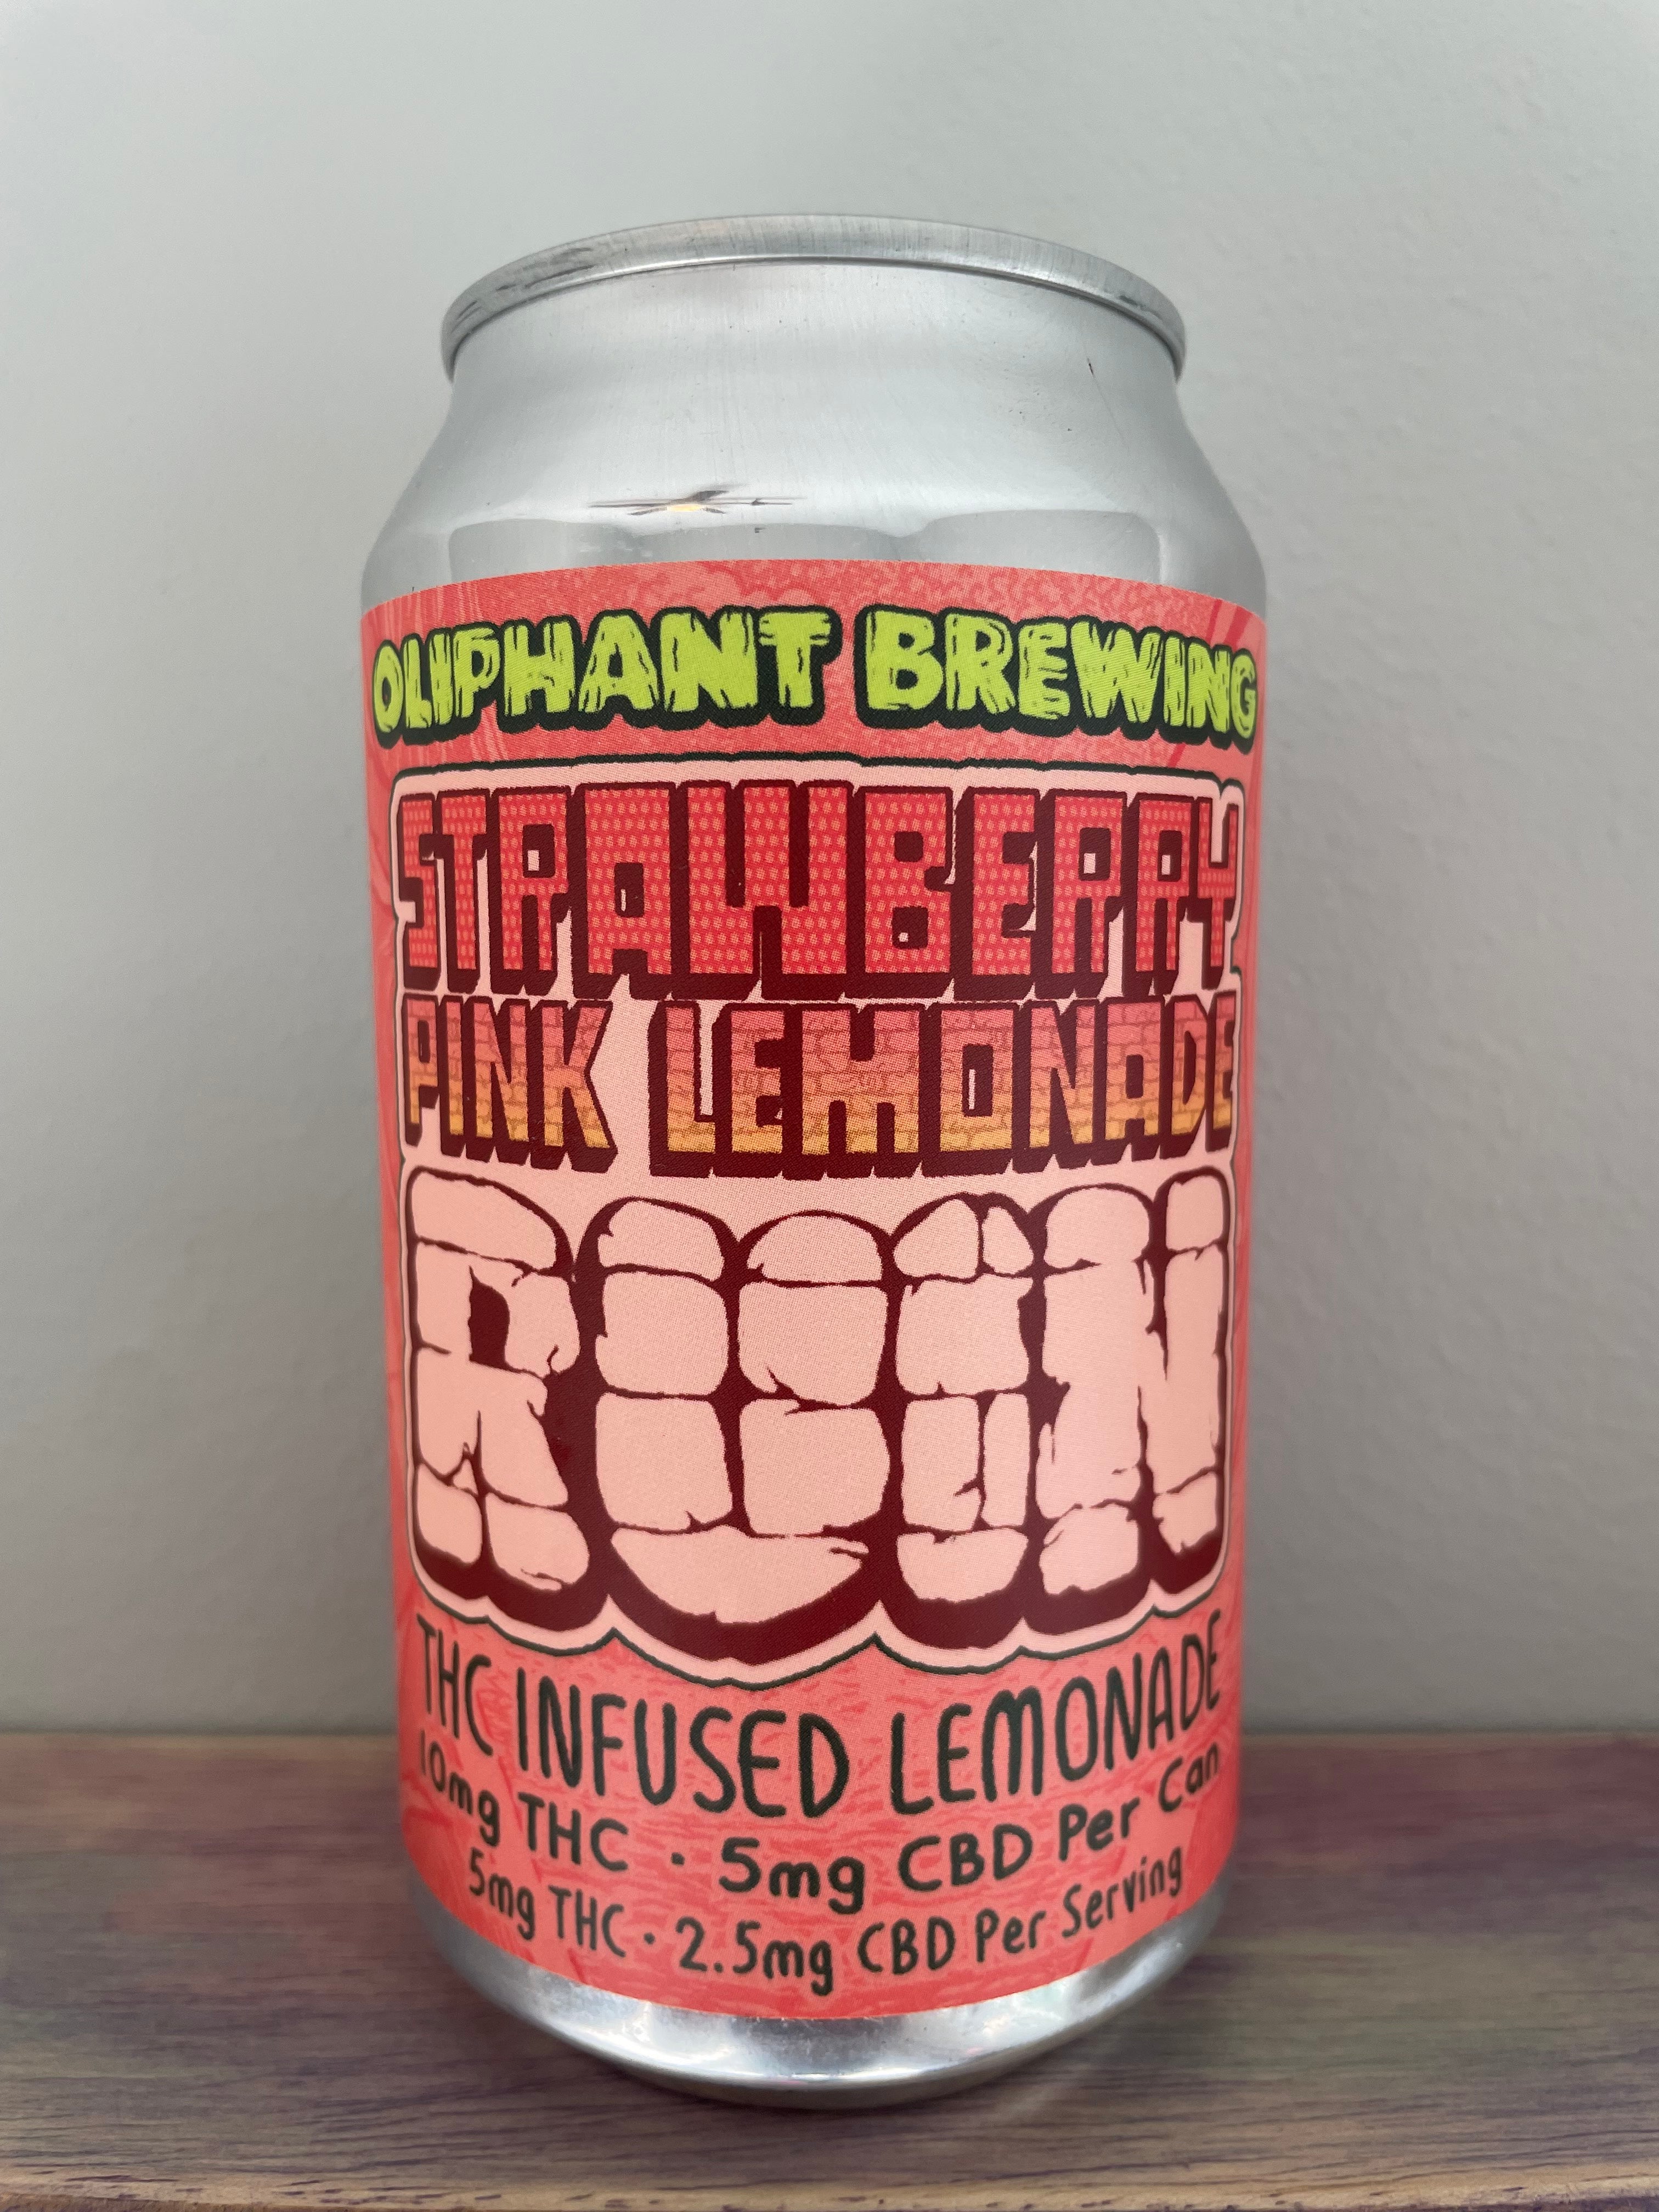 OLIPHANT BREWING
STRAWBERRY
PINK LEMONADE
RUIN
THC INFUSED LEMONADE
10mg THC · 5mg CBD Per Can
5mg THC · 2.5mg CBD Per Serving